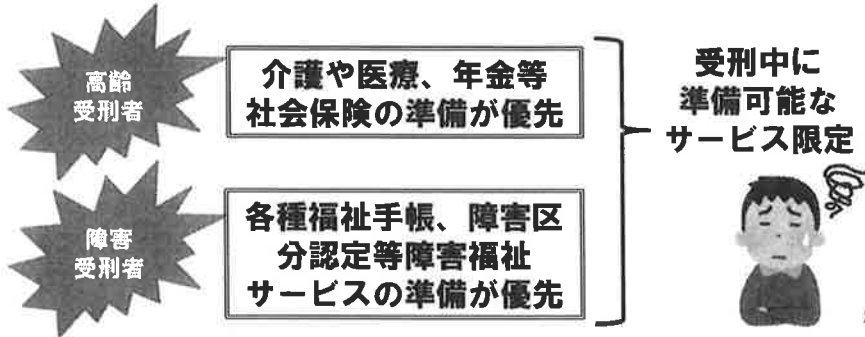 高齢
受刑者
介護や医療、年金等
社会保険の準備が優先
障害
受刑者
各種福祉手帳、障害区
分認定等障害福祉
サービスの準備が優先
受刑中に
準備可能な
サービス限定